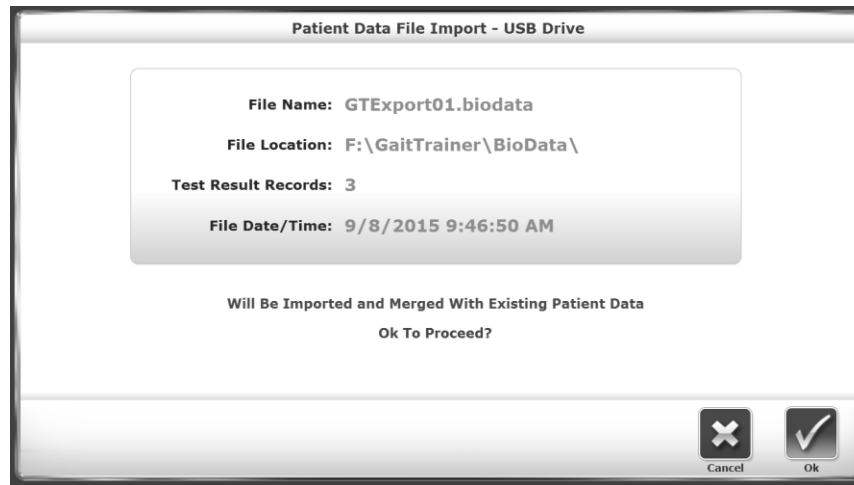 Patient Data File Import - USB Drive
File Name: GTExport01.biodata
File Location: F:\GaitTrainer\BioData\
Test Result Records: 3
File Date/Time: 9/8/2015 9:46:50 AM
Will Be Imported and Merged With Existing Patient Data
Ok To Proceed?
Cancel Ok